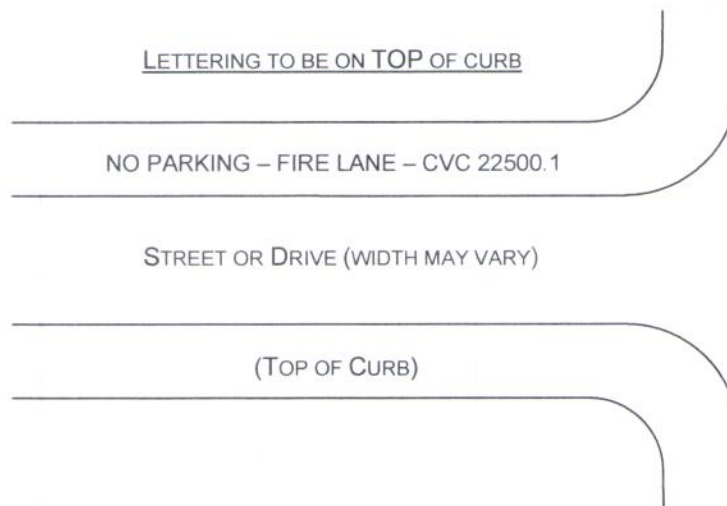 LETTERING TO BE ON TOP OF CURB
NO PARKING – FIRE LANE – CVC 22500.1
STREET OR DRIVE (WIDTH MAY VARY)
(TOP OF CURB)